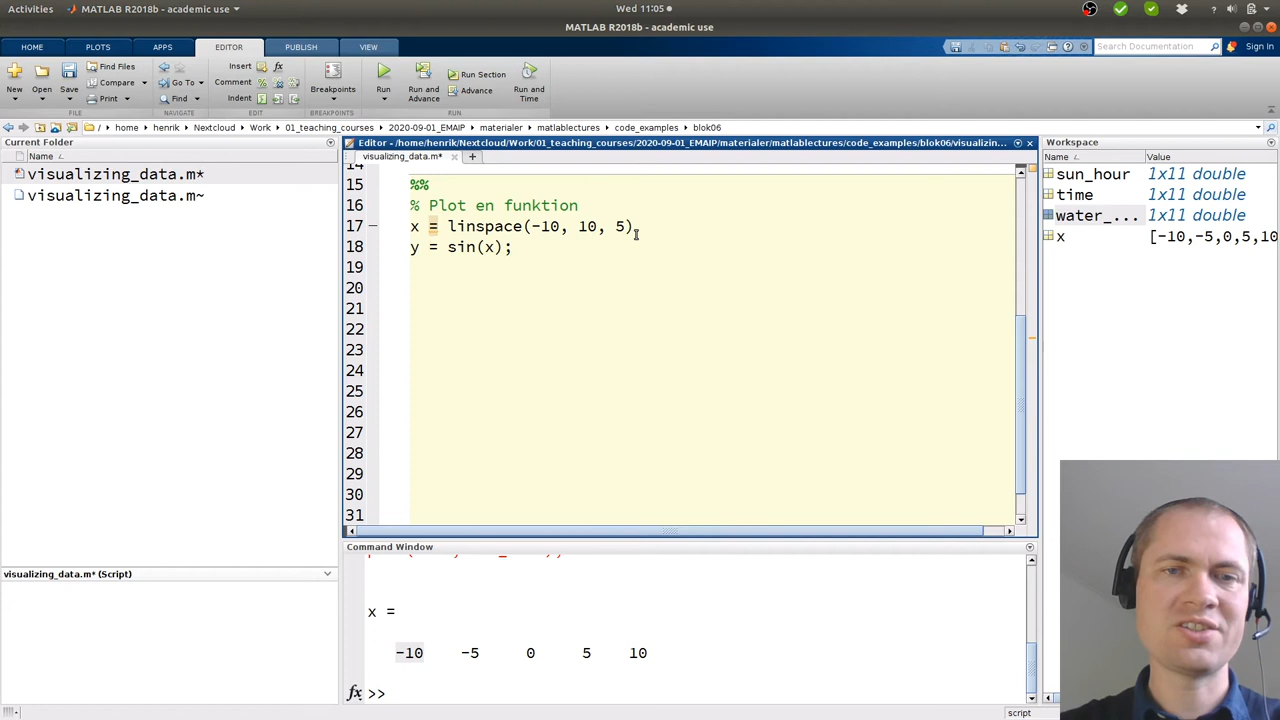 Activities
MATLAB R2018b - academic use
Wed 11:05
MATLAB R2018b - academic use
HOME PLOTS APPS EDITOR PUBLISH VIEW
Search Documentation
Sign In
New Open Save
Find Files
Compare
Print
Go To
Find
Insert
Comment
Indent
Breakpoints
Run
Run and Advance
Run Section
Advance
Run and Time
FILE NAVIGATE EDIT BREAKPOINTS RUN
/ home henrik Nextcloud Work 01_teaching_courses 2020-09-01_EMAIP materialer matlablectures code_examples blok06
Current Folder
Name
visualizing_data.m*
visualizing_data.m~
visualizing_data.m* (Script)
Editor - /home/henrik/Nextcloud/Work/01_teaching_courses/2020-09-01_EMAIP/materialer/matlablectures/code_examples/blok06/visualizin...
visualizing_data.m*
14
15 %%
16 % Plot en funktion
17 x = linspace(-10, 10, 5)
18 y = sin(x);
19
20
21
22
23
24
25
26
27
28
29
30
31
Command Window
x =
-10 -5 0 5 10
fx >>
Workspace
Name Value
sun_hour 1x11 double
time 1x11 double
water_... 1x11 double
x [-10,-5,0,5,10
script